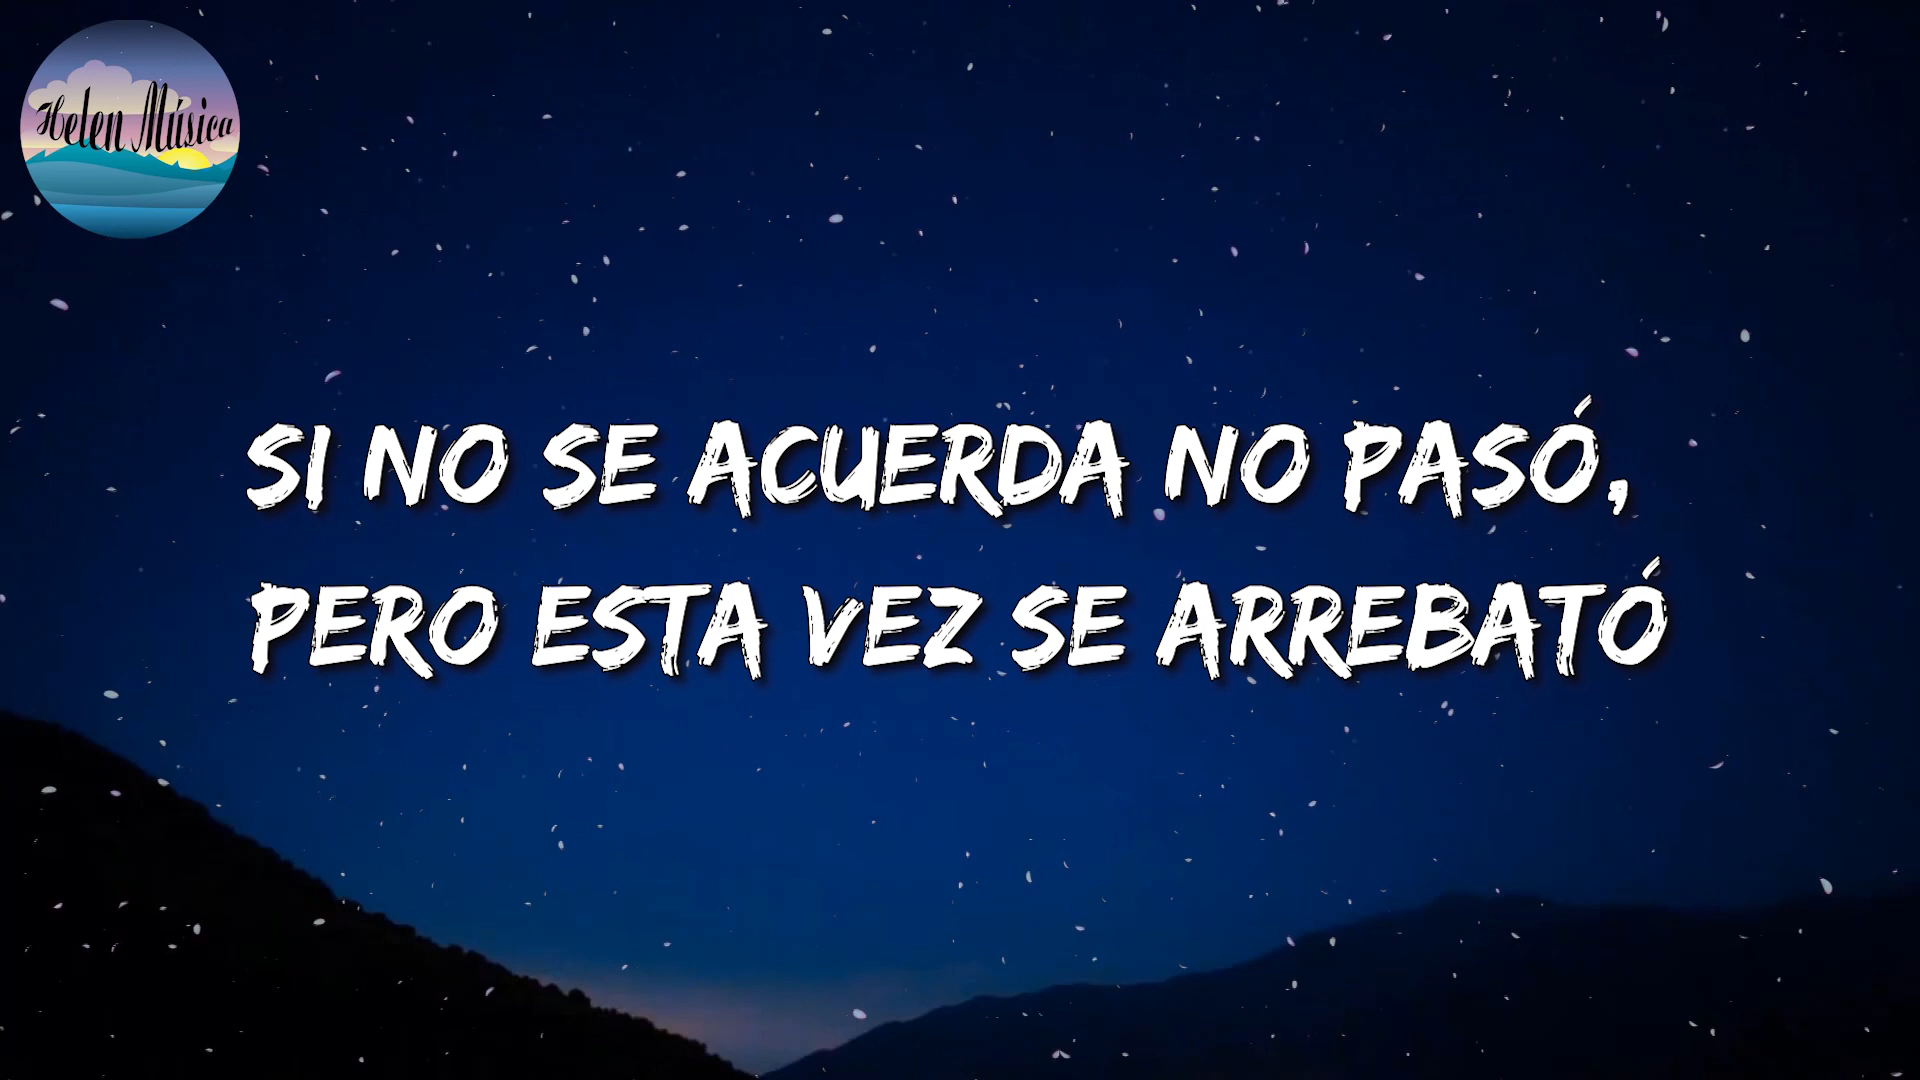 Helen Música
SI NO SE ACUERDA NO PASÓ,
PERO ESTA VEZ SE ARREBATÓ